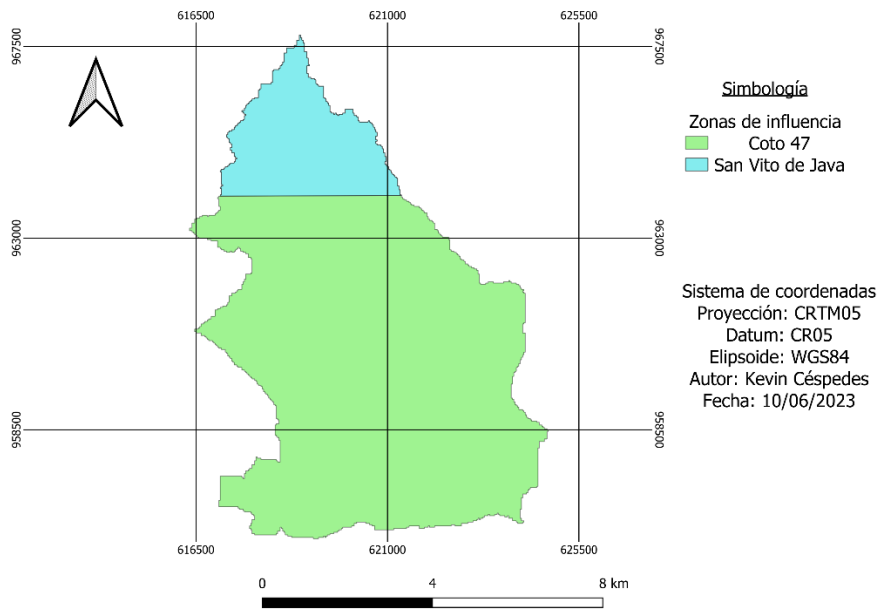 616500 621000 625500
967500 967500
Simbología
Zonas de influencia
Coto 47
San Vito de Java
963000 963000
Sistema de coordenadas
Proyección: CRTM05
Datum: CR05
Elipsoide: WGS84
Autor: Kevin Céspedes
Fecha: 10/06/2023
958500 958500
616500 621000 625500
0 4 8 km